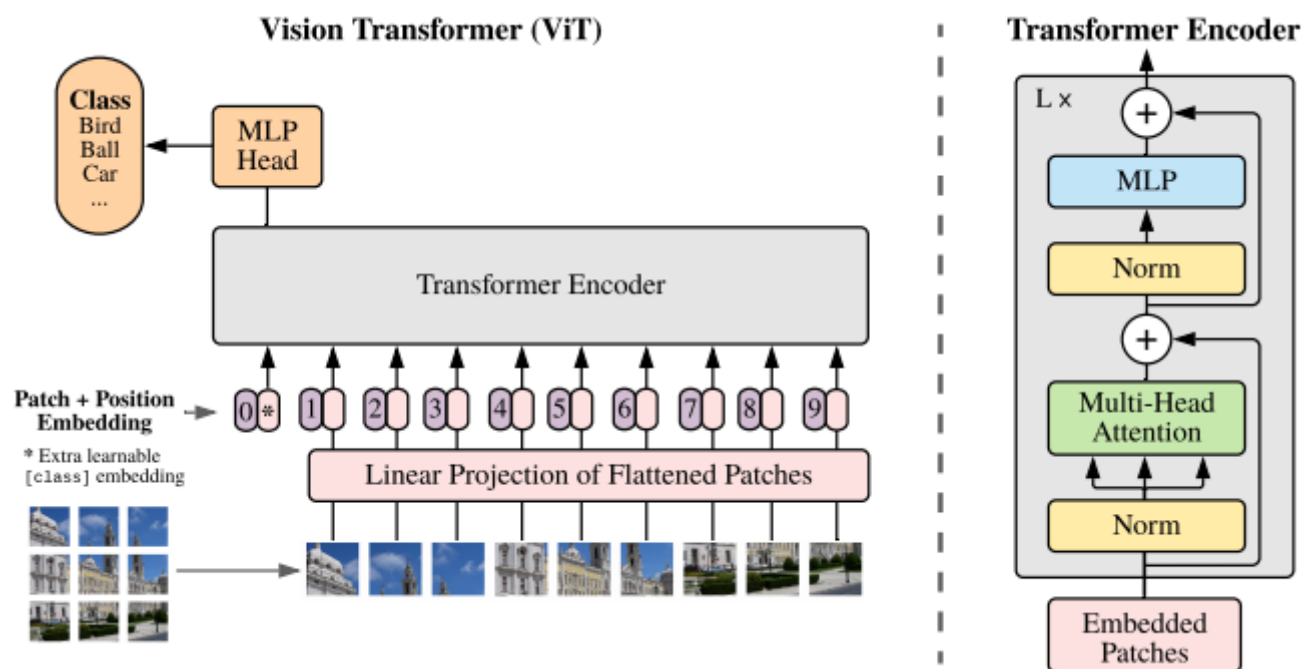 Vision Transformer (ViT)
Class
Bird
Ball
Car
...
MLP
Head
Transformer Encoder
Patch + Position
Embedding
0 * 1 2 3 4 5 6 7 8 9
* Extra learnable
[class] embedding
Linear Projection of Flattened Patches
Transformer Encoder
L ×
+
MLP
Norm
+
Multi-Head
Attention
Norm
Embedded
Patches